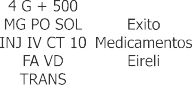 4 G + 500
MG PO SOL
INJ IV CT 10
FA VD
TRANS
Exito
Medicamentos
Eireli